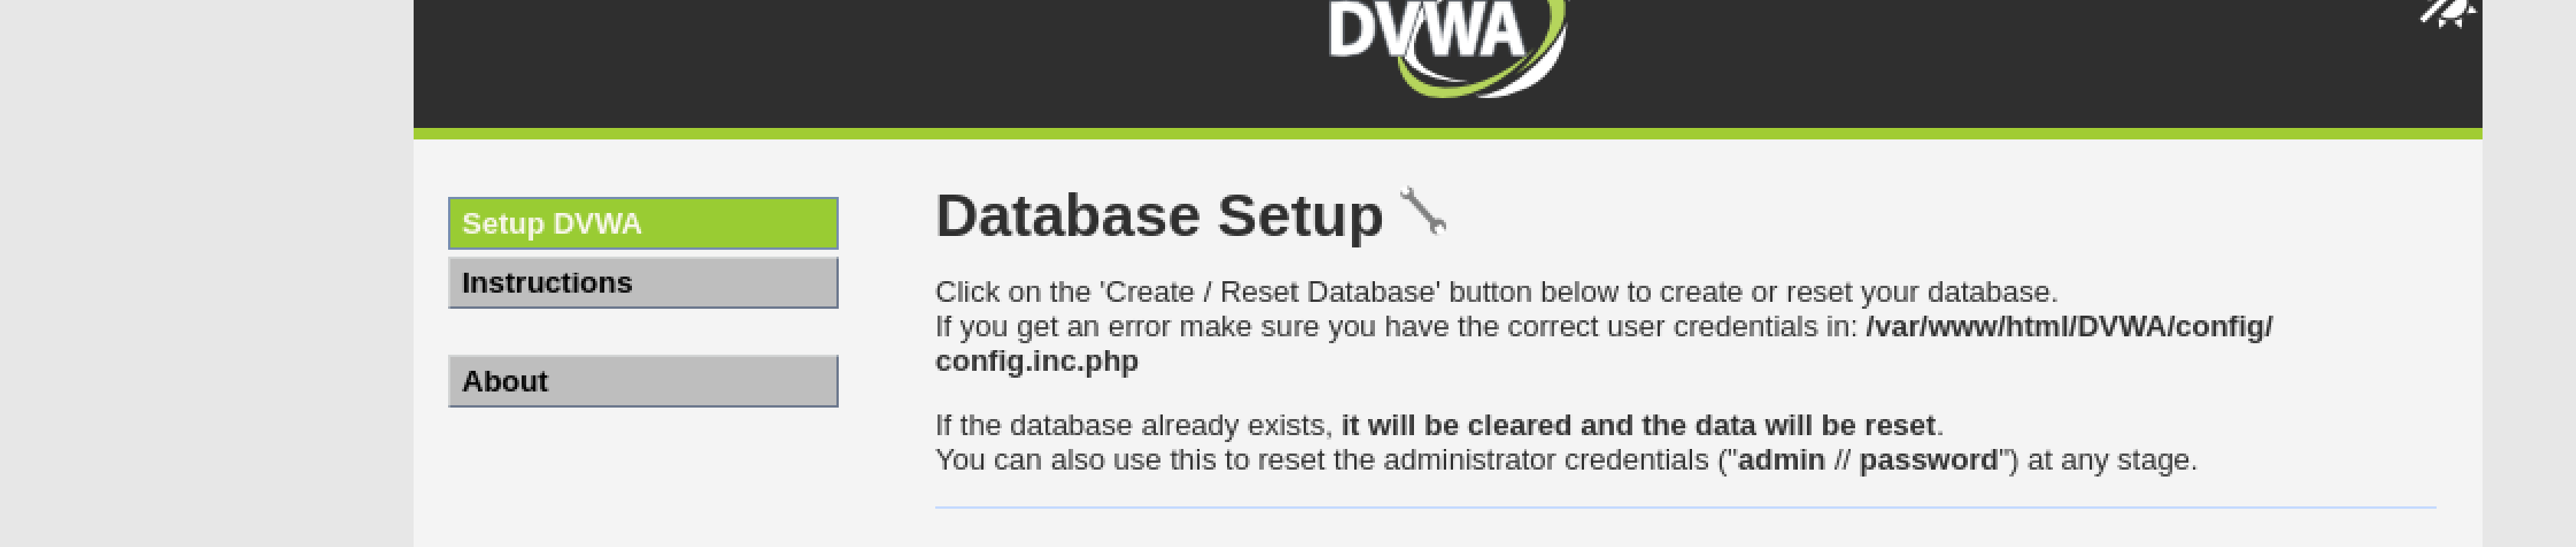 DVWA
Setup DVWA
Instructions
About
Database Setup
Click on the 'Create / Reset Database' button below to create or reset your database.
If you get an error make sure you have the correct user credentials in: /var/www/html/DVWA/config/
config.inc.php
If the database already exists, it will be cleared and the data will be reset.
You can also use this to reset the administrator credentials ("admin // password") at any stage.